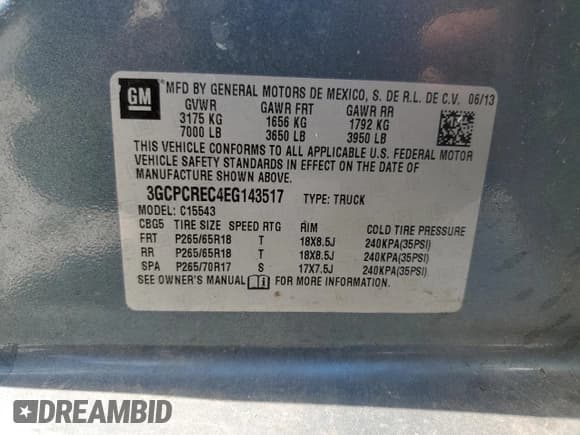 GM
MFD BY GENERAL MOTORS DE MEXICO, S. DE R.L. DE C.V. 06/13
GVWR GAWR FRT GAWR RR
3175 KG 1656 KG 1792 KG
7000 LB 3650 LB 3950 LB
THIS VEHICLE CONFORMS TO ALL APPLICABLE U.S. FEDERAL MOTOR
VEHICLE SAFETY STANDARDS IN EFFECT ON THE DATE OF
MANUFACTURE SHOWN ABOVE.
3GCPCREC4EG143517 TYPE: TRUCK
MODEL: C15543
CBG5 TIRE SIZE SPEED RTG RIM COLD TIRE PRESSURE
FRT P265/65R18 T 18X8.5J 240KPA(35PSI)
RR P265/65R18 T 18X8.5J 240KPA(35PSI)
SPA P265/70R17 S 17X7.5J 240KPA(35PSI)
SEE OWNER'S MANUAL FOR MORE INFORMATION
DREAMBID